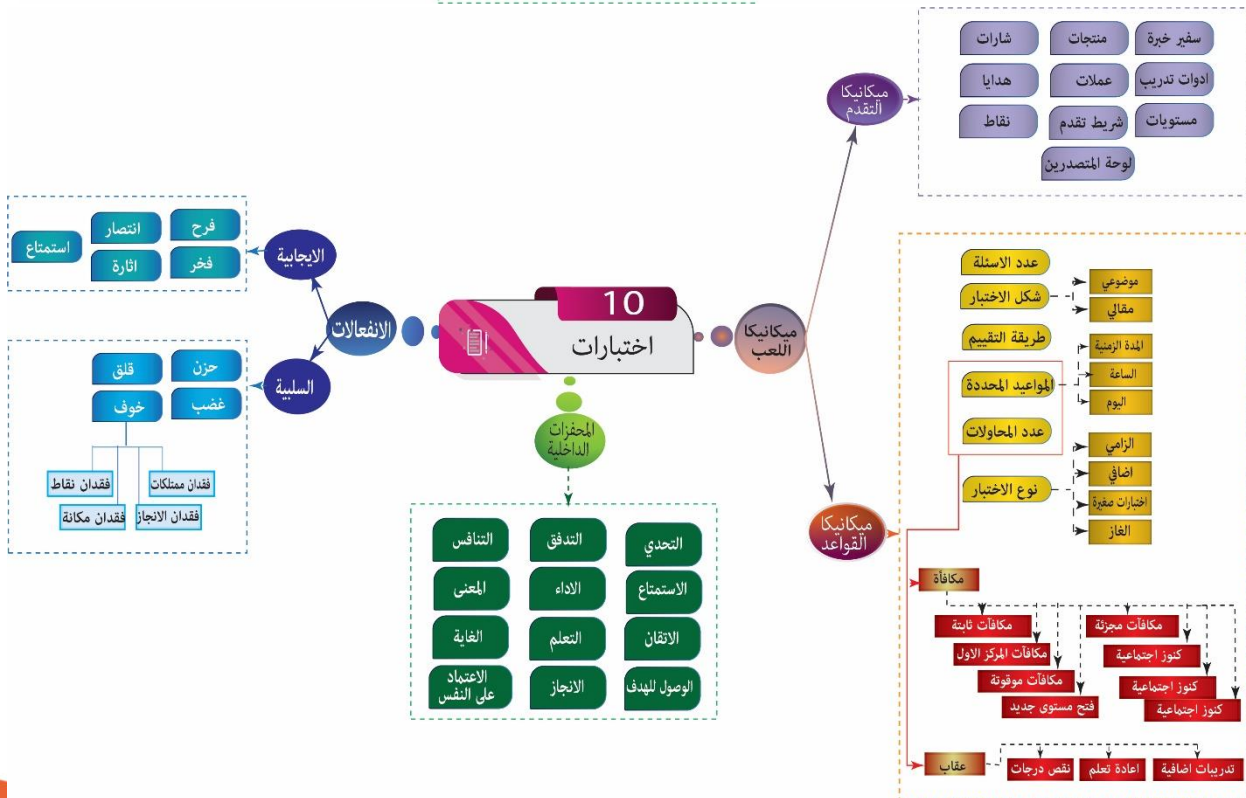 10
اختبارات
ميكانيكا
اللعب
ميكانيكا
التقدم
سفير خبرة
منتجات
شارات
ادوات تدريب
عملات
هدايا
مستويات
شريط تقدم
نقاط
لوحة المتصدرين
ميكانيكا
القواعد
عدد الاسئلة
شكل الاختبار
موضوعي
مقالي
طريقة التقييم
المواعيد المحددة
المدة الزمنية
الساعة
اليوم
عدد المحاولات
نوع الاختبار
الزامي
اضافي
اختبارات صغيرة
الغاز
مكافأة
مكافآت مجزئة
مكافآت ثابتة
كنوز اجتماعية
مكافآت المركز الاول
كنوز اجتماعية
مكافآت موقوتة
كنوز اجتماعية
فتح مستوى جديد
عقاب
تدريبات اضافية
اعادة تعلم
نقص درجات
المحفزات
الداخلية
التحدي
التدفق
التنافس
الاستمتاع
الاداء
المعنى
الاتقان
التعلم
الغاية
الوصول للهدف
الانجاز
الاعتماد
على النفس
الانفعالات
الايجابية
فرح
انتصار
استمتاع
فخر
اثارة
السلبية
حزن
قلق
غضب
خوف
فقدان ممتلكات
فقدان نقاط
فقدان الانجاز
فقدان مكانة